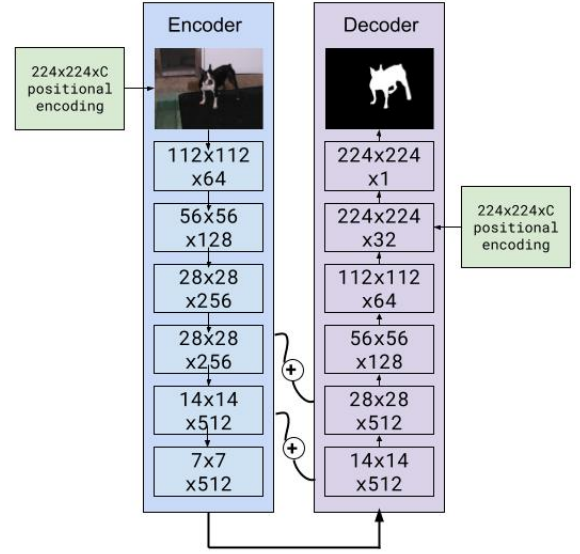 Encoder
224x224xC
positional
encoding
112x112
x64
56x56
x128
28x28
x256
28x28
x256
14x14
x512
7x7
x512
+
+
Decoder
224x224
x1
224x224
x32
112x112
x64
56x56
x128
28x28
x512
14x14
x512
224x224xC
positional
encoding